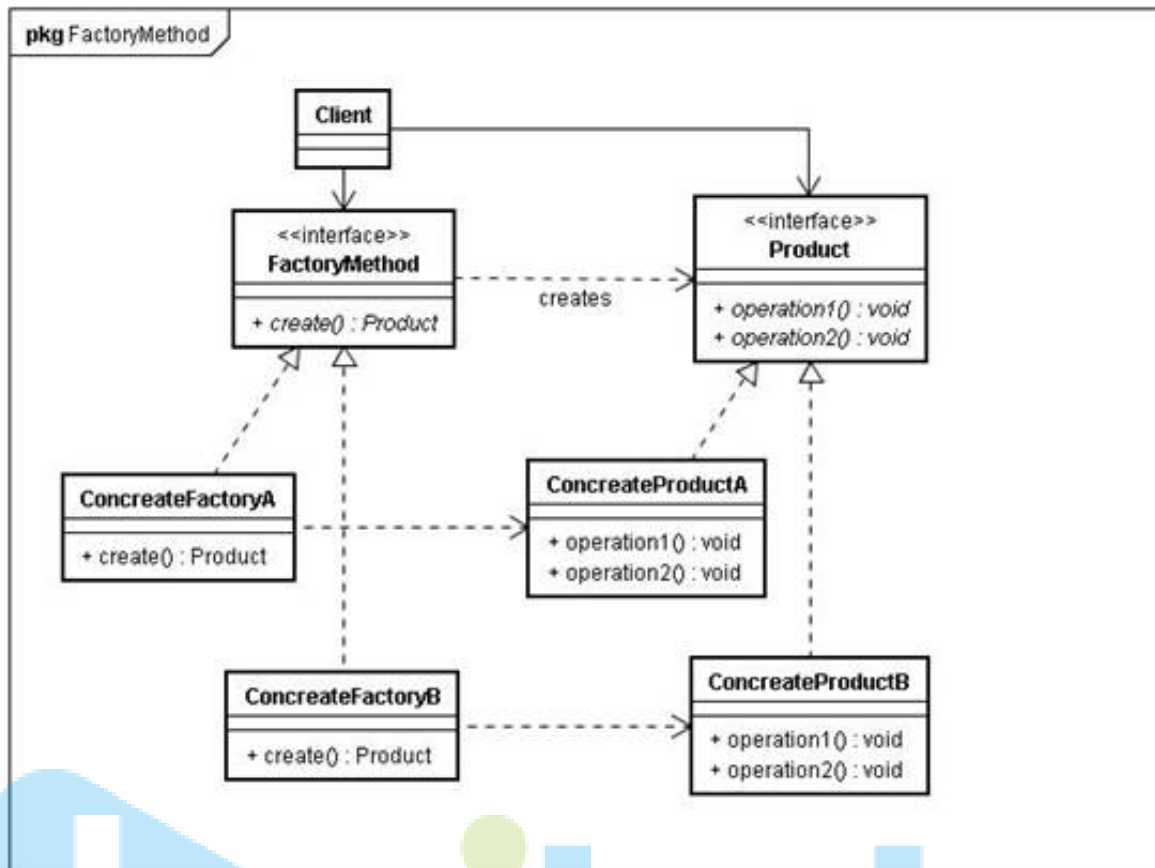 pkg FactoryMethod
Client
<<interface>>
FactoryMethod
+ create() : Product
creates
<<interface>>
Product
+ operation1() : void
+ operation2() : void
ConcreateFactoryA
+ create() : Product
ConcreateProductA
+ operation1() : void
+ operation2() : void
ConcreateFactoryB
+ create() : Product
ConcreateProductB
+ operation1() : void
+ operation2() : void